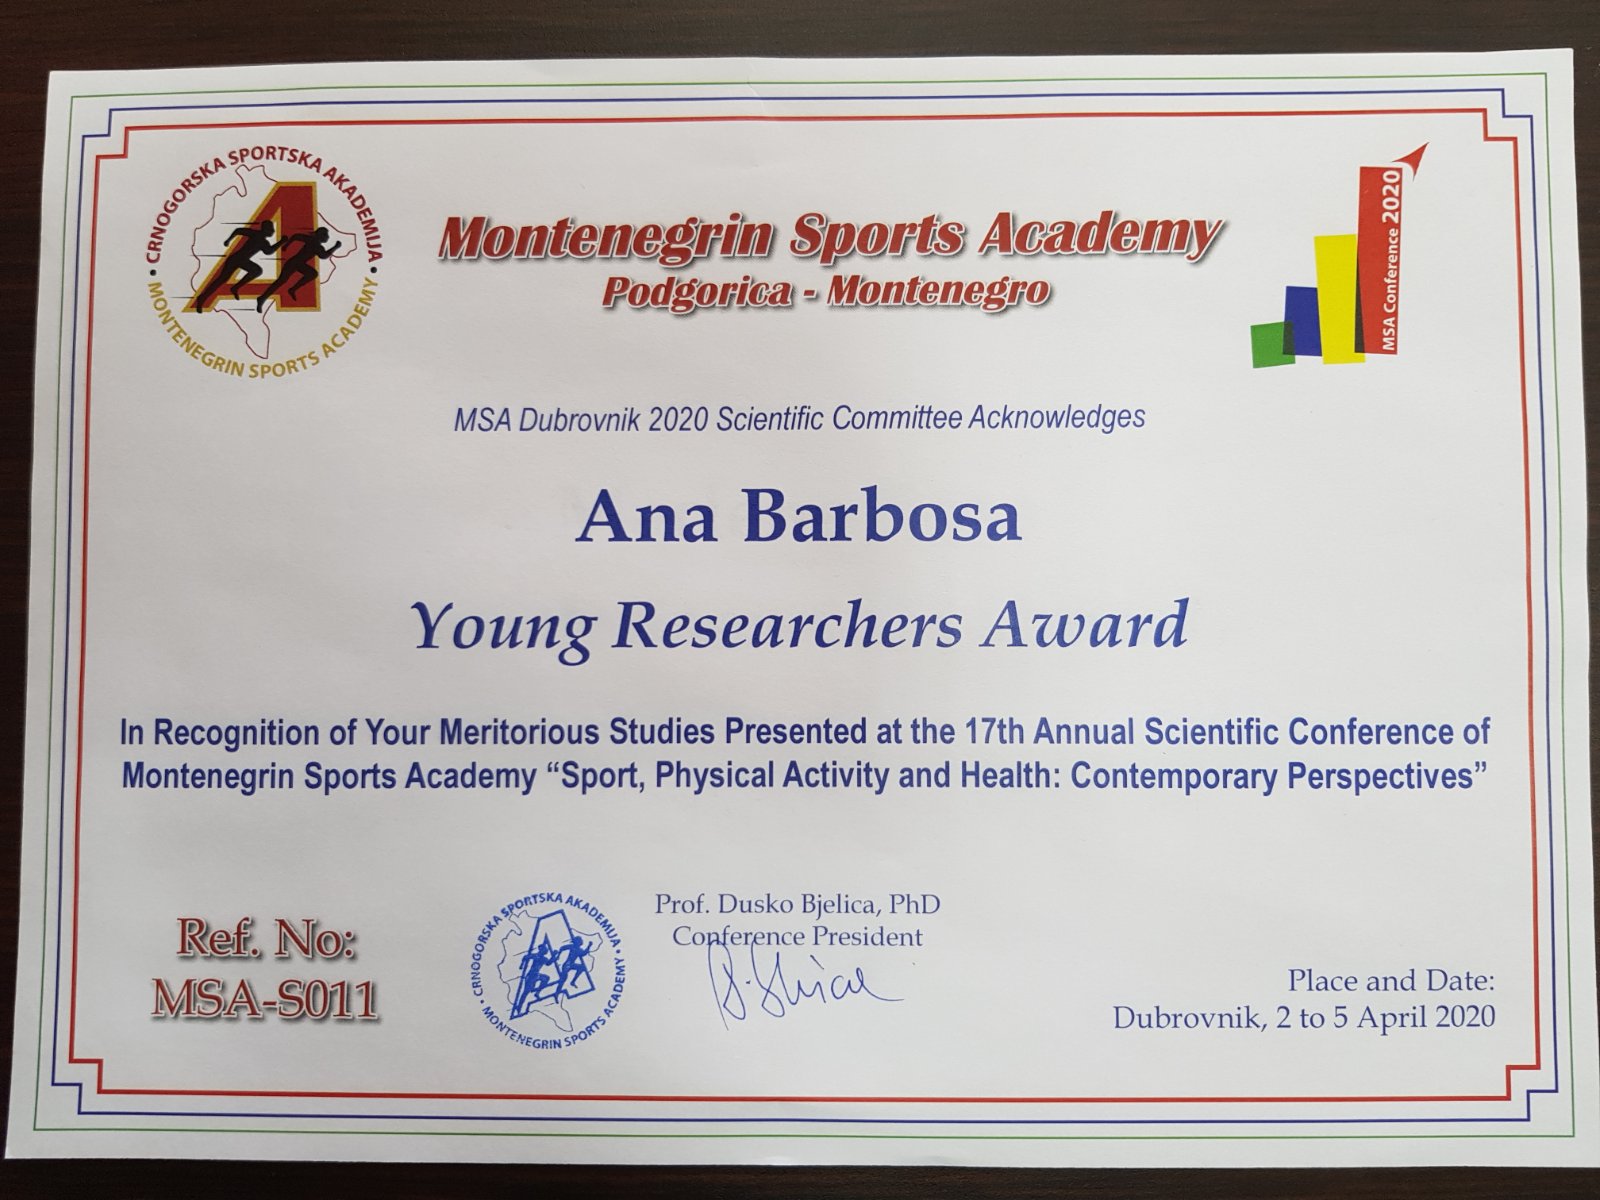 • CRNOGORSKA SPORTSKA AKADEMIJA •
MONTENEGRIN SPORTS ACADEMY
A
Montenegrin Sports Academy
Podgorica - Montenegro
MSA Conference 2020
MSA Dubrovnik 2020 Scientific Committee Acknowledges
Ana Barbosa
Young Researchers Award
In Recognition of Your Meritorious Studies Presented at the 17th Annual Scientific Conference of
Montenegrin Sports Academy “Sport, Physical Activity and Health: Contemporary Perspectives”
Ref. No:
MSA-S011
• CRNOGORSKA SPORTSKA AKADEMIJA •
MONTENEGRIN SPORTS ACADEMY
A
Prof. Dusko Bjelica, PhD
Conference President
Place and Date:
Dubrovnik, 2 to 5 April 2020